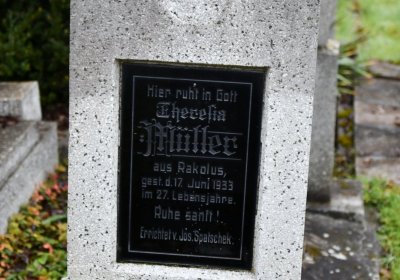 Hier ruht in Gott
Theresia
Müller
aus Rakolus,
gest. d. 17. Juni 1933
im 27. Lebensjahre.
Ruhe sanft!
Errichtet v. Jos. Spatschek.